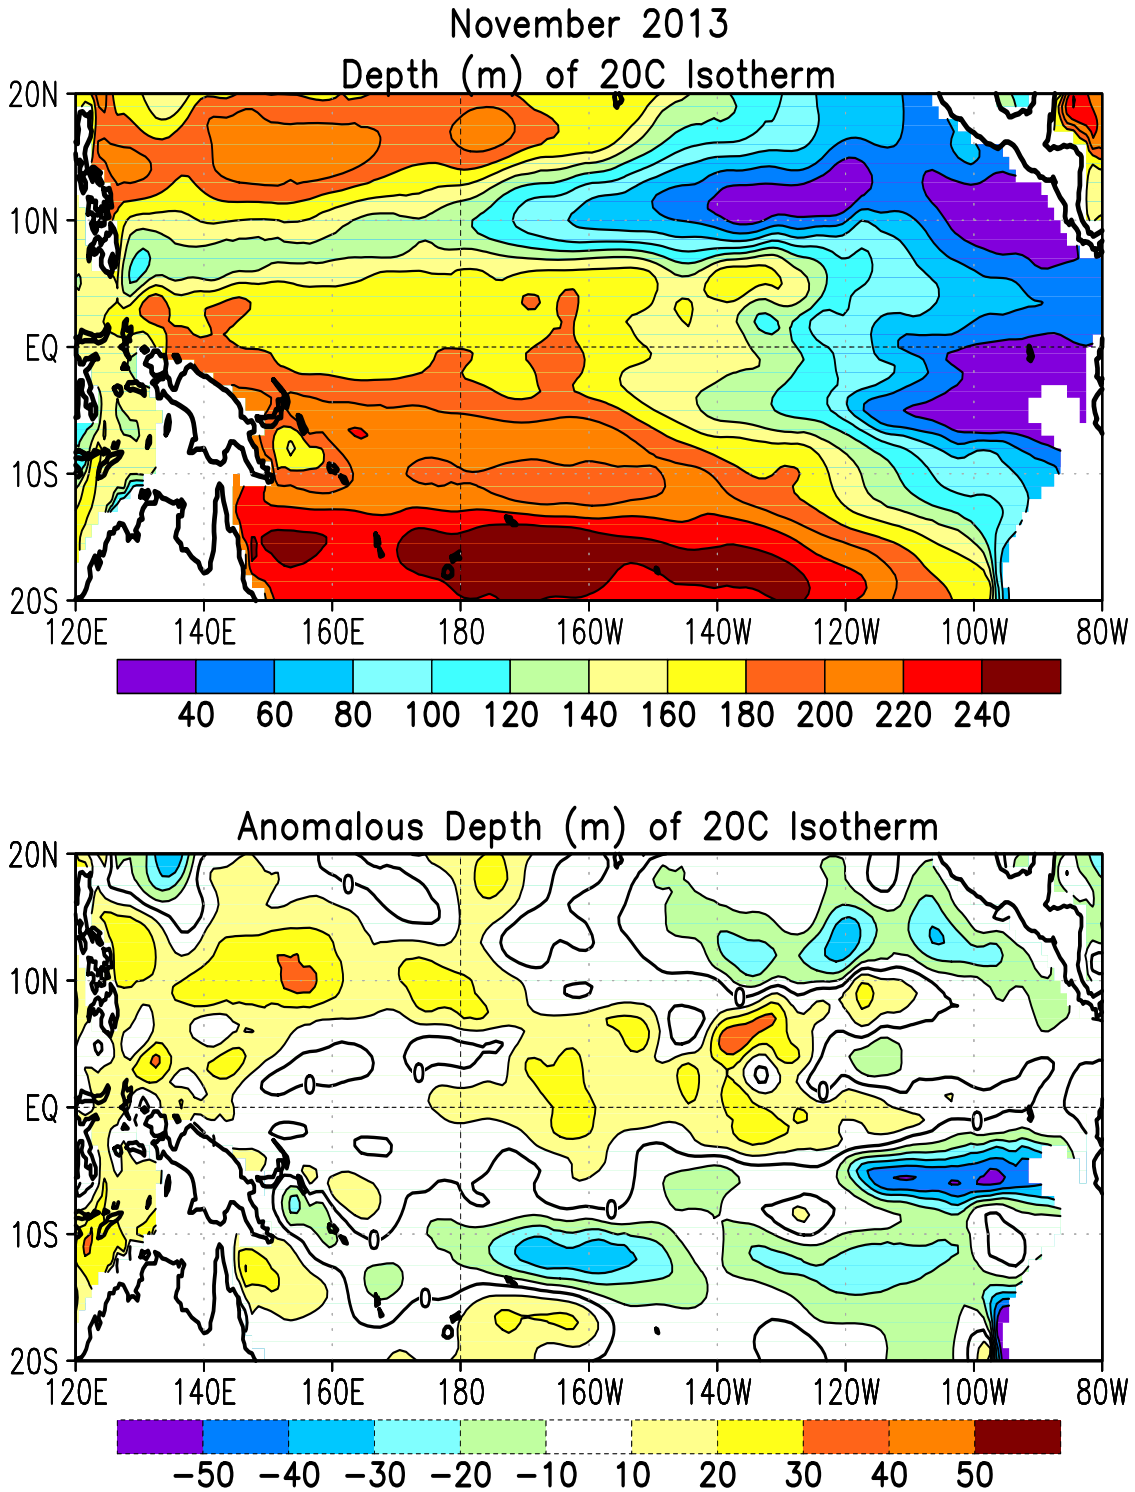 November 2013
Depth (m) of 20C Isotherm
20N
10N
EQ
10S
20S
120E 140E 160E 180 160W 140W 120W 100W 80W
40 60 80 100 120 140 160 180 200 220 240
Anomalous Depth (m) of 20C Isotherm
20N
0
10N
0
0 0 0
EQ
0
0
10S
0
0
20S
120E 140E 160E 180 160W 140W 120W 100W 80W
-50 -40 -30 -20 -10 10 20 30 40 50